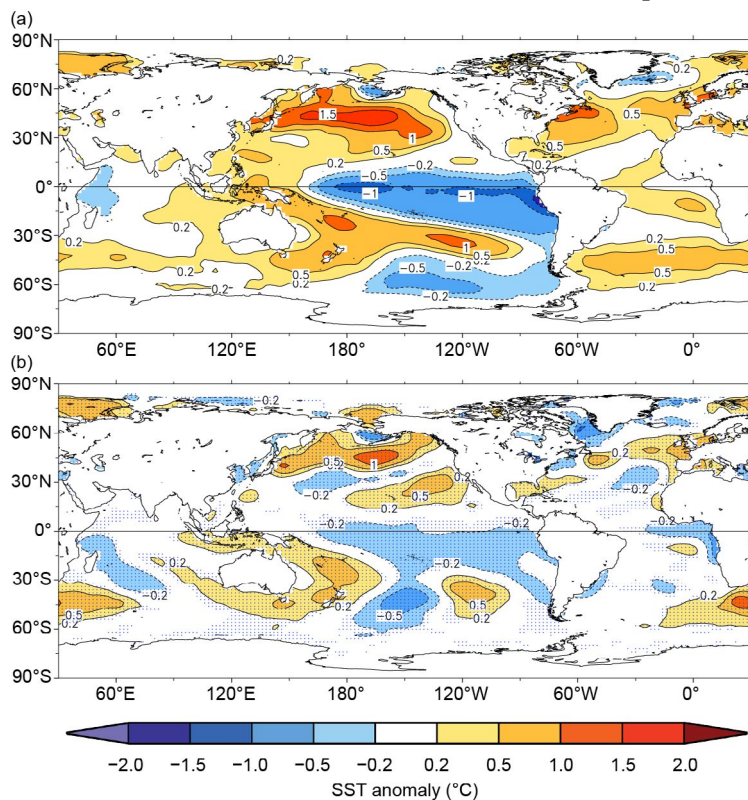 (a)
90°N
60°N
30°N
0°
30°S
60°S
90°S
0.2 0.2 −0.2 0.2
1.5 1 0.5 0.5
0.2 −0.5 −0.2 0.2
−1 −1
0.2 0.2 0.2
0.5 0.2 −0.5 −0.2 1 0.5 0.2 0.5
−0.2 0.2
60°E 120°E 180° 120°W 60°W 0°
(b)
90°N
60°N
30°N
0°
30°S
60°S
90°S
−0.2
0.5 1 0.2 0.2
0.2 0.5 0.2 −0.2
−0.2 −0.2
0.2 0.2 −0.2
−0.2 0.2 0.5 0.2
0.5 0.2 −0.5 0.2
60°E 120°E 180° 120°W 60°W 0°
−2.0 −1.5 −1.0 −0.5 −0.2 0.2 0.5 1.0 1.5 2.0
SST anomaly (°C)